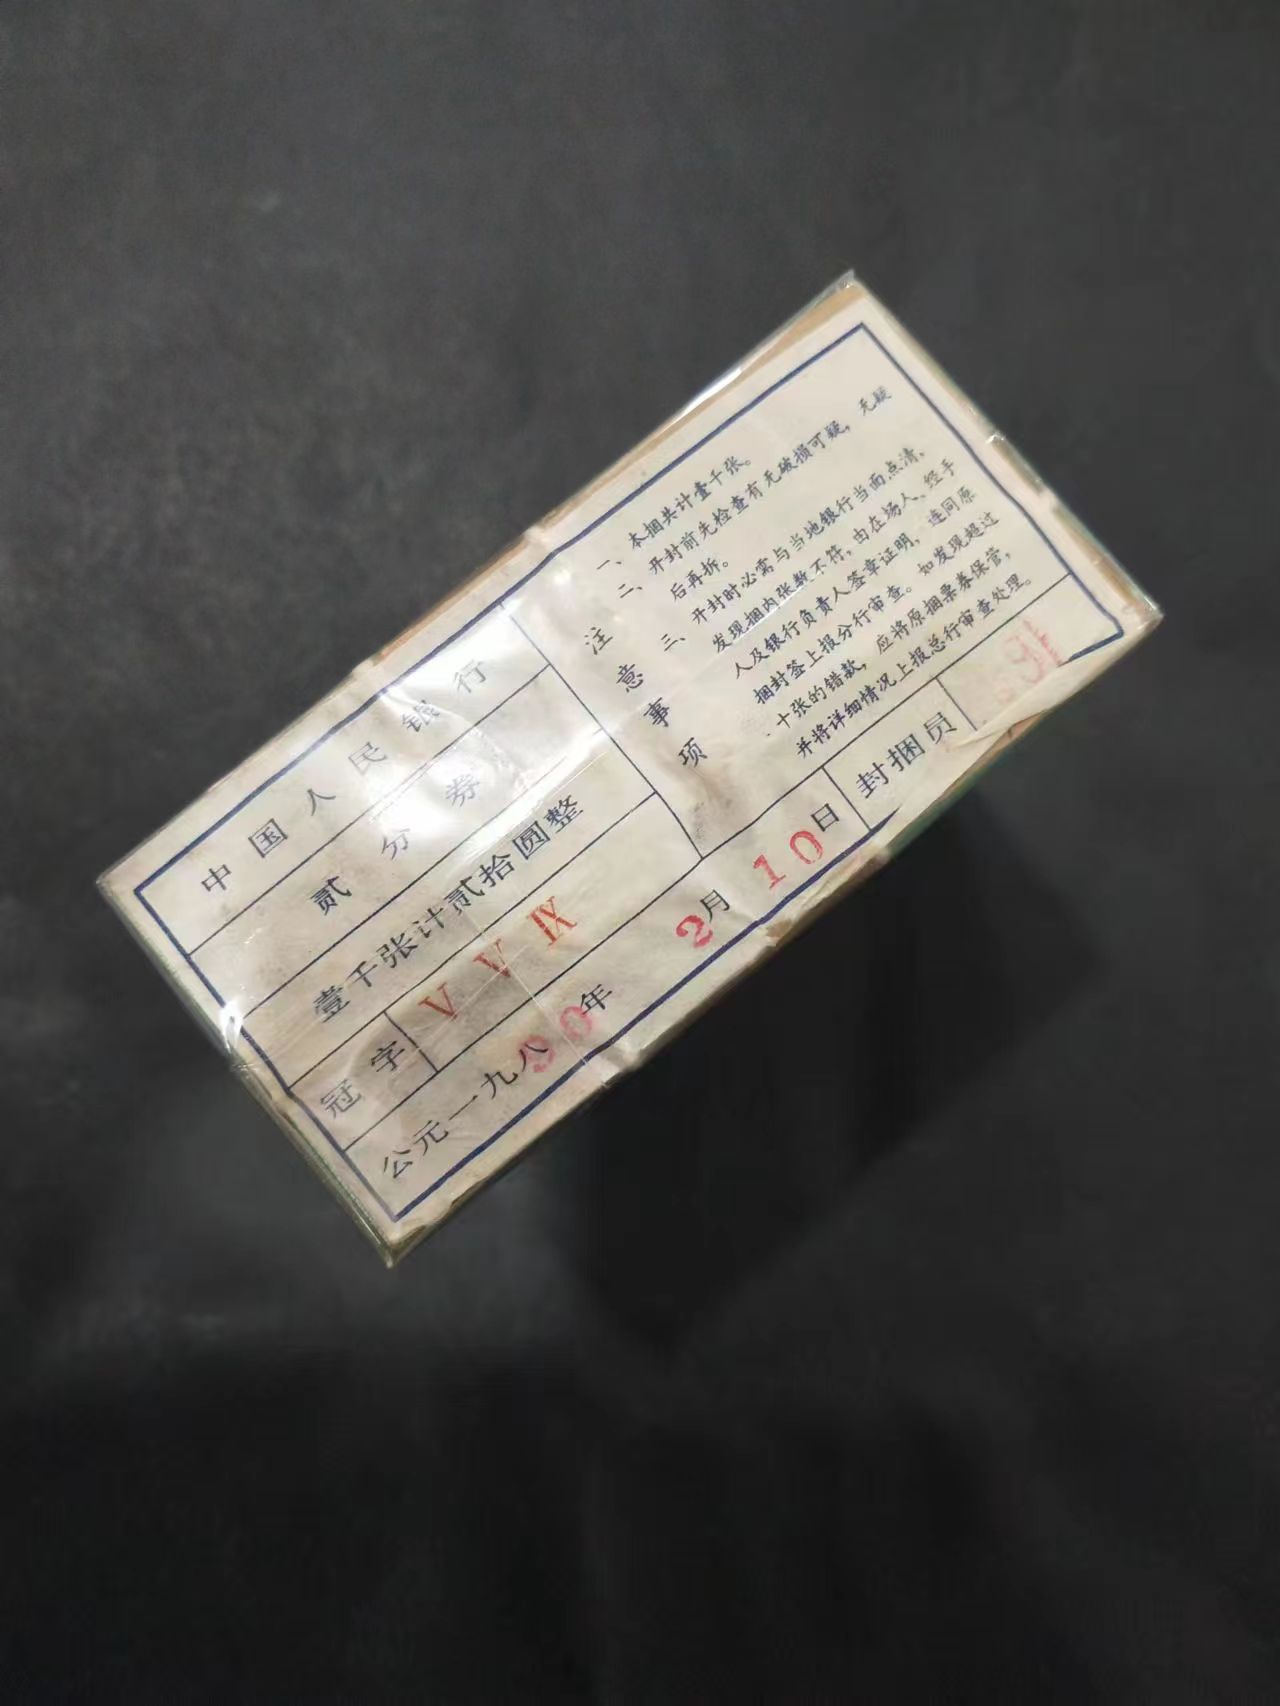 中国人民银行
贰分券
壹千张计贰拾圆整
冠字 V V IX
公元一九八90年 2月 10日 封捆员
注意事项
一、本捆共计壹千张。
二、开封前先检查有无破损可疑，无疑
后再拆。
三、开封时必需与当地银行当面点清，
发现捆内张数不符，由在场人、经手
人及银行负责人签章证明，连同原
捆封签上报分行审查。如发现超过
十张的错款，应将原捆票券保管，
并将详细情况上报总行审查处理。